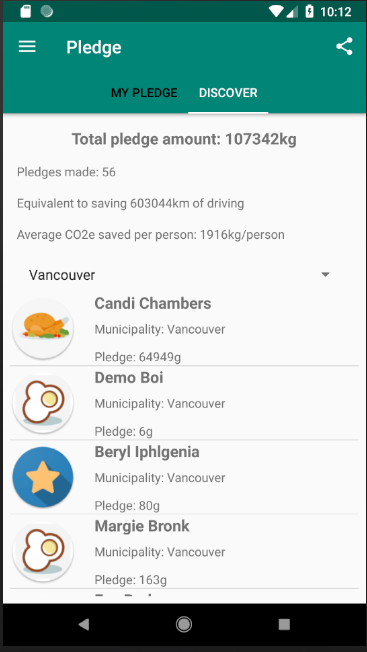 10:12
Pledge
MY PLEDGE DISCOVER
Total pledge amount: 107342kg
Pledges made: 56
Equivalent to saving 603044km of driving
Average CO2e saved per person: 1916kg/person
Vancouver
Candi Chambers
Municipality: Vancouver
Pledge: 64949g
Demo Boi
Municipality: Vancouver
Pledge: 6g
Beryl Iphlgenia
Municipality: Vancouver
Pledge: 80g
Margie Bronk
Municipality: Vancouver
Pledge: 163g